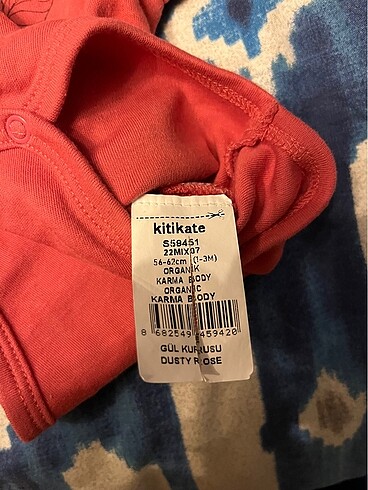 kitikate
S59451
22MIX07
56-62cm (1-3M)
ORGANİK
KARMA BODY
ORGANIC
KARMA BODY
8 682549 459420
GÜL KURUSU
DUSTY ROSE